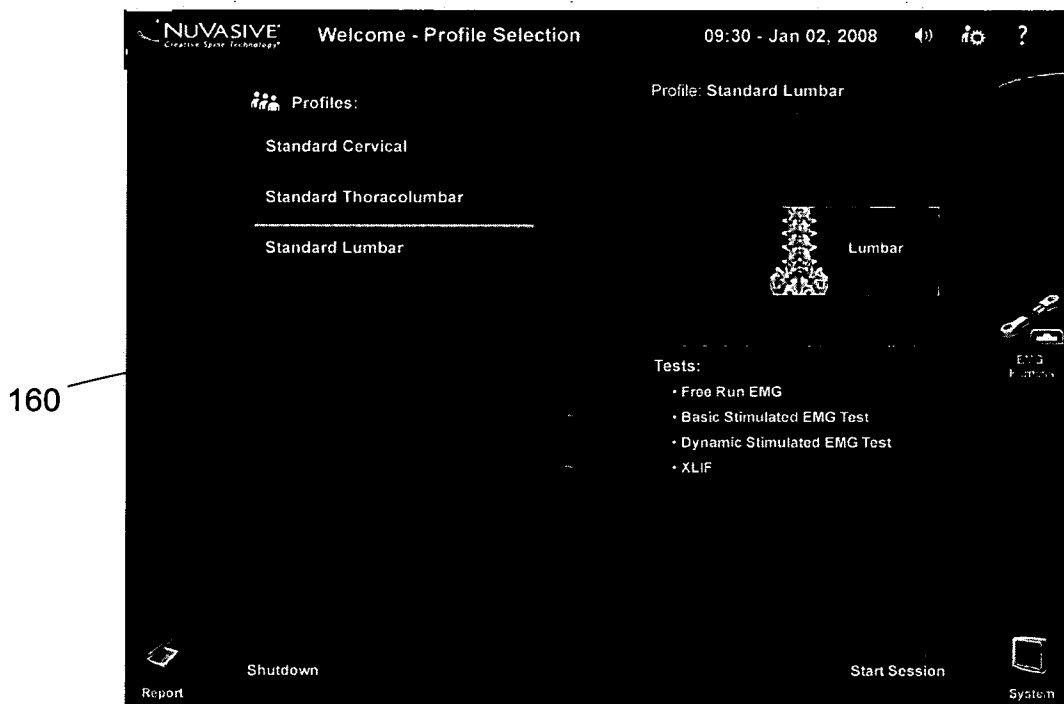 NUVASIVE®
Creative Spine Technology®
Welcome - Profile Selection
09:30 - Jan 02, 2008
?
Profiles:
Standard Cervical
Standard Thoracolumbar
Standard Lumbar
Profile: Standard Lumbar
Lumbar
EMG
Tests:
• Free Run EMG
• Basic Stimulated EMG Test
• Dynamic Stimulated EMG Test
• XLIF
160
Report
Shutdown
Start Session
System